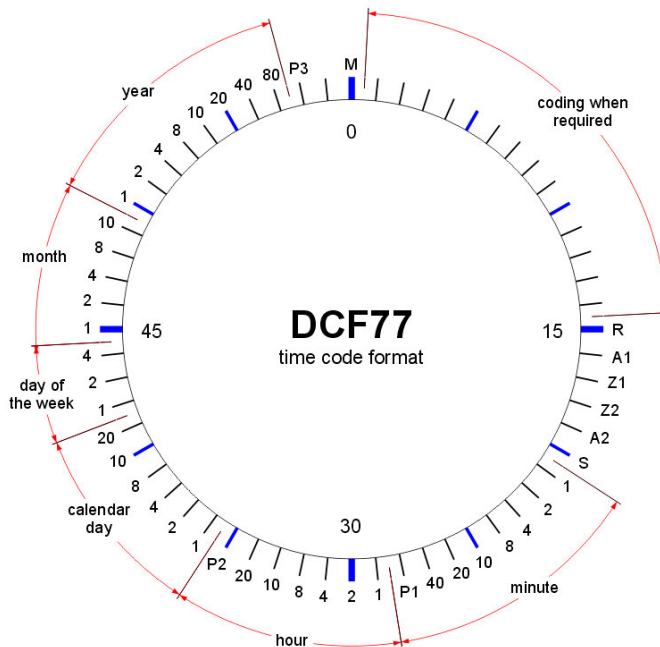 DCF77
time code format
0
15
30
45
M
coding when
required
R
A1
Z1
Z2
A2
S
1
2
4
8
10
20
40
minute
P1
1
2
4
8
10
20
hour
P2
1
2
4
8
10
20
calendar
day
1
2
4
day of
the week
1
2
4
8
10
month
1
2
4
8
10
20
40
80
year
P3